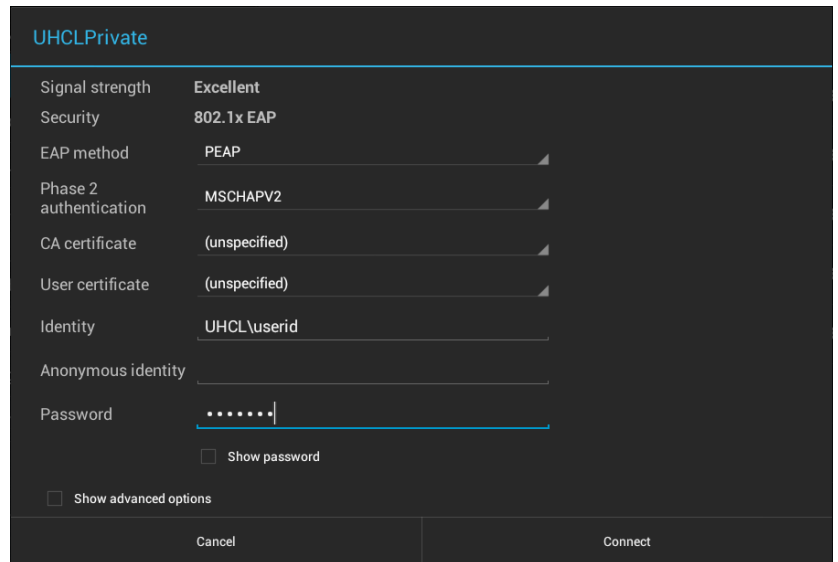 UHCLPrivate
Signal strength Excellent
Security 802.1x EAP
EAP method PEAP
Phase 2
authentication MSCHAPV2
CA certificate (unspecified)
User certificate (unspecified)
Identity UHCL\userid
Anonymous identity
Password •••••••
Show password
Show advanced options
Cancel Connect